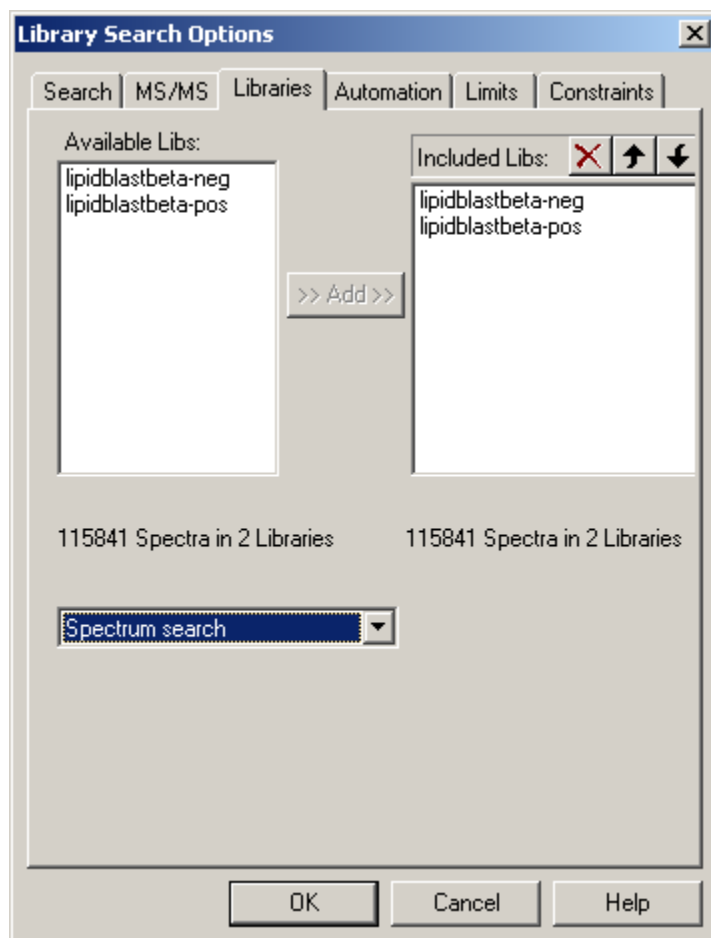 Library Search Options
Search MS/MS Libraries Automation Limits Constraints
Available Libs:
lipidblastbeta-neg
lipidblastbeta-pos
>> Add >>
Included Libs:
lipidblastbeta-neg
lipidblastbeta-pos
115841 Spectra in 2 Libraries
115841 Spectra in 2 Libraries
Spectrum search
OK Cancel Help